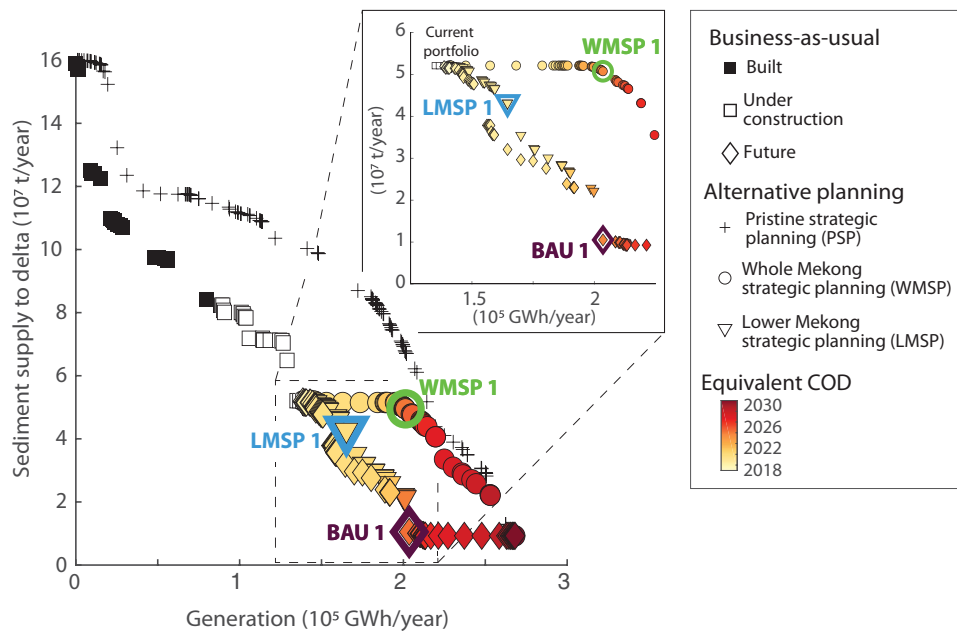 Sediment supply to delta (10⁷ t/year)
16
14
12
10
8
6
4
2
0
0
1
2
3
Generation (10⁵ GWh/year)
WMSP 1
LMSP 1
BAU 1
6
5
4
3
2
1
0
(10⁷ t/year)
Current
portfolio
WMSP 1
LMSP 1
BAU 1
1.5
2
(10⁵ GWh/year)
Business-as-usual
Built
Under
construction
Future
Alternative planning
Pristine strategic
planning (PSP)
Whole Mekong
strategic planning (WMSP)
Lower Mekong
strategic planning (LMSP)
Equivalent COD
2030
2026
2022
2018